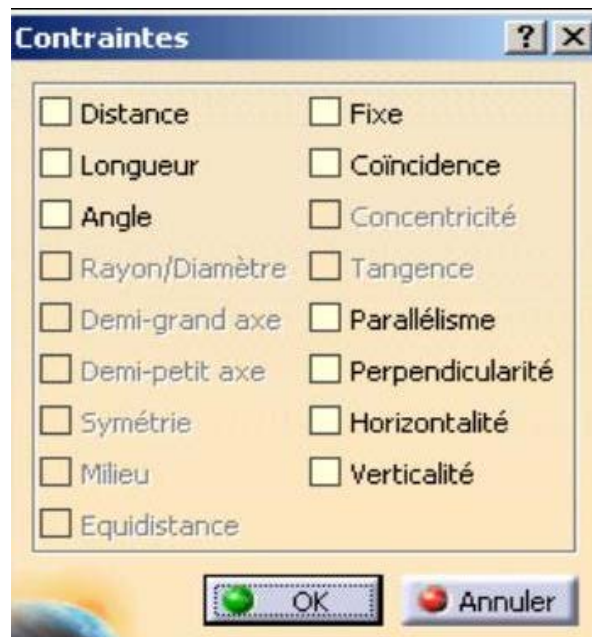 Contraintes
Distance
Longueur
Angle
Rayon/Diamètre
Demi-grand axe
Demi-petit axe
Symétrie
Milieu
Equidistance
Fixe
Coïncidence
Concentricité
Tangence
Parallélisme
Perpendicularité
Horizontalité
Verticalité
OK
Annuler